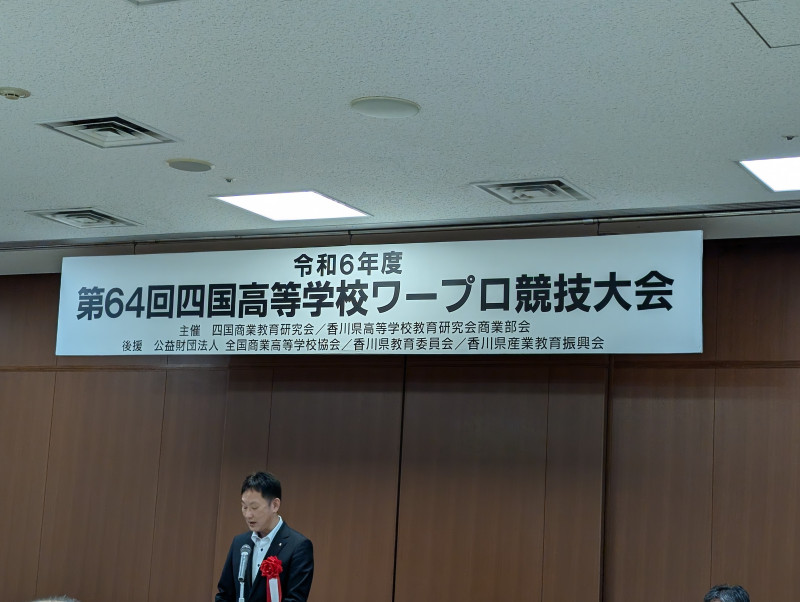 令和6年度
第64回四国高等学校ワープロ競技大会
主催 四国商業教育研究会／香川県高等学校教育研究会商業部会
後援 公益財団法人 全国商業高等学校協会／香川県教育委員会／香川県産業教育振興会